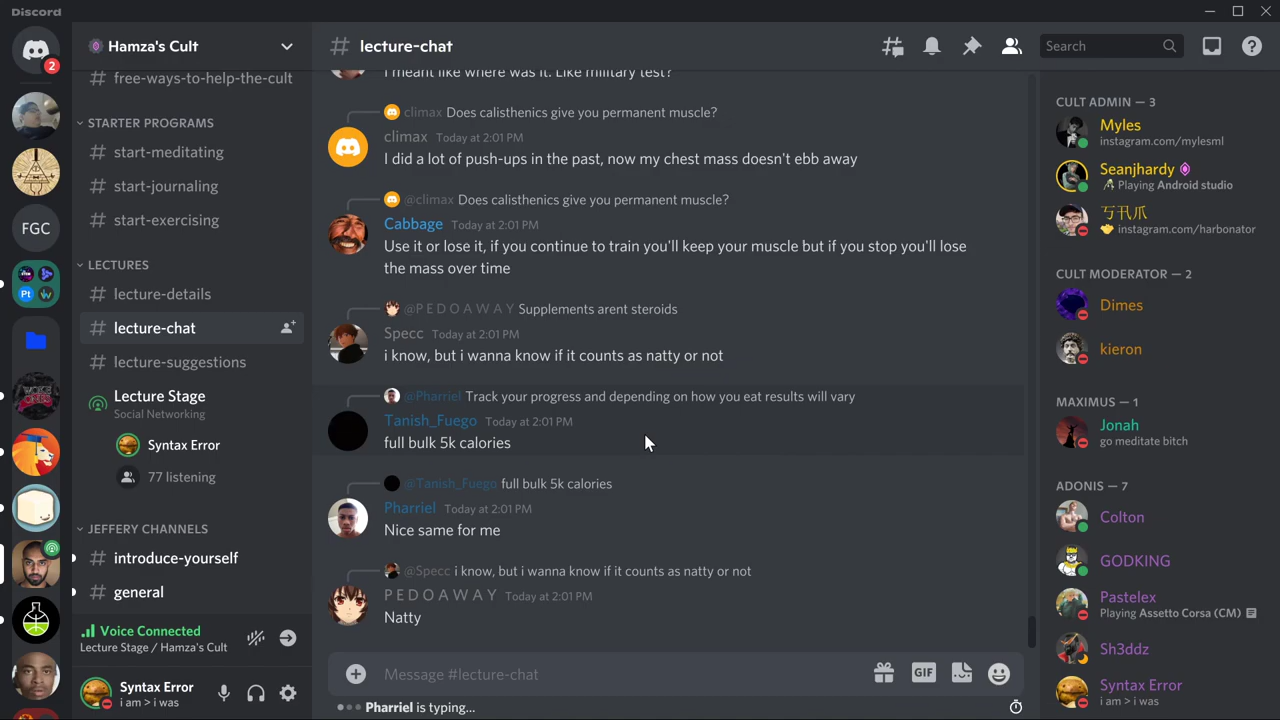 Discord
2
FGC
Pt
Hamza's Cult
free-ways-to-help-the-cult
STARTER PROGRAMS
start-meditating
start-journaling
start-exercising
LECTURES
lecture-details
lecture-chat
lecture-suggestions
Lecture Stage
Social Networking
Syntax Error
77 listening
JEFFERY CHANNELS
introduce-yourself
general
Voice Connected
Lecture Stage / Hamza's Cult
Syntax Error
i am > i was
lecture-chat
Search
I meant like where was it. Like military test?
climax Does calisthenics give you permanent muscle?
climax Today at 2:01 PM
I did a lot of push-ups in the past, now my chest mass doesn't ebb away
@climax Does calisthenics give you permanent muscle?
Cabbage Today at 2:01 PM
Use it or lose it, if you continue to train you'll keep your muscle but if you stop you'll lose
the mass over time
@P E D O A W A Y Supplements arent steroids
Specc Today at 2:01 PM
i know, but i wanna know if it counts as natty or not
@Pharriel Track your progress and depending on how you eat results will vary
Tanish_Fuego Today at 2:01 PM
full bulk 5k calories
@Tanish_Fuego full bulk 5k calories
Pharriel Today at 2:01 PM
Nice same for me
@Specc i know, but i wanna know if it counts as natty or not
P E D O A W A Y Today at 2:01 PM
Natty
Message #lecture-chat
GIF
Pharriel is typing...
CULT ADMIN — 3
Myles
instagram.com/mylesml
Seanjhardy
Playing Android studio
instagram.com/harbonator
CULT MODERATOR — 2
Dimes
kieron
MAXIMUS — 1
Jonah
go meditate bitch
ADONIS — 7
Colton
GODKING
Pastelex
Playing Assetto Corsa (CM)
Sh3ddz
Syntax Error
i am > i was